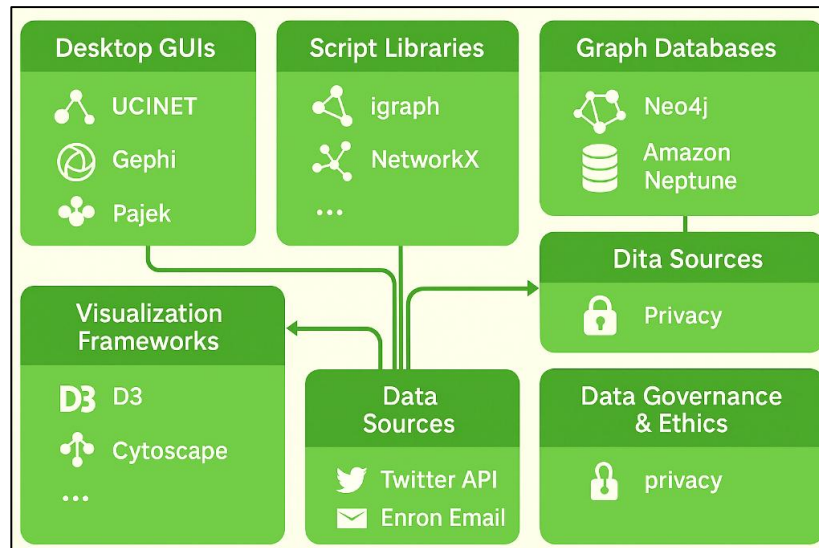 Desktop GUIs
UCINET
Gephi
Pajek
Script Libraries
igraph
NetworkX
...
Graph Databases
Neo4j
Amazon
Neptune
Dita Sources
Privacy
Visualization
Frameworks
D3 D3
Cytoscape
...
Data
Sources
Twitter API
Enron Email
Data Governance
& Ethics
privacy